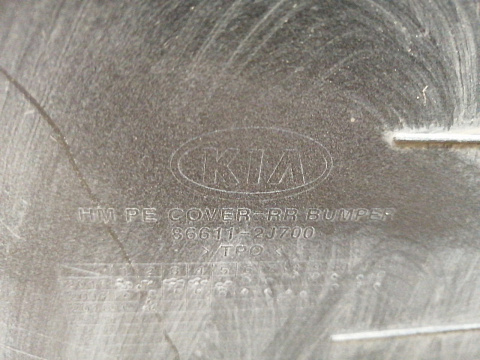 KIA
HM PE COVER-RR BUMPER
86611-2J700
>TPO<